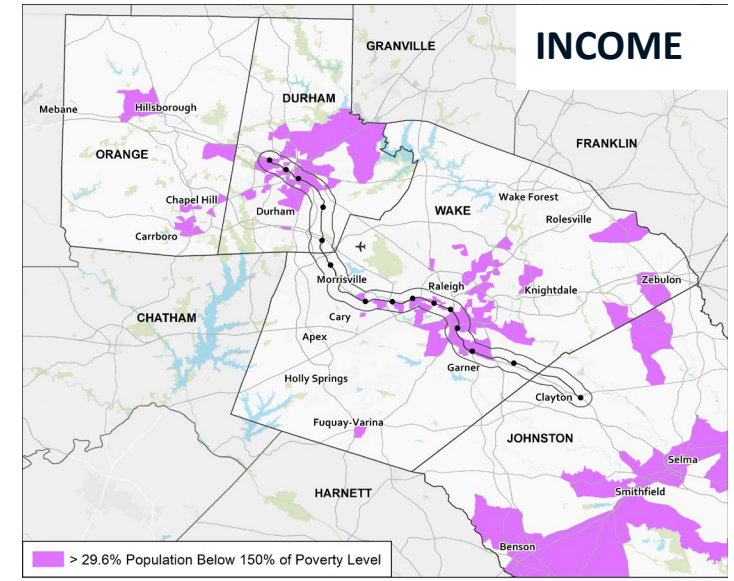 INCOME
GRANVILLE
DURHAM
Mebane
Hillsborough
FRANKLIN
ORANGE
Wake Forest
Chapel Hill
Durham
WAKE
Rolesville
Carrboro
Morrisville
Raleigh
Zebulon
Knightdale
CHATHAM
Cary
Apex
Garner
Holly Springs
Clayton
Fuquay-Varina
JOHNSTON
Selma
HARNETT
Smithfield
Benson
> 29.6% Population Below 150% of Poverty Level